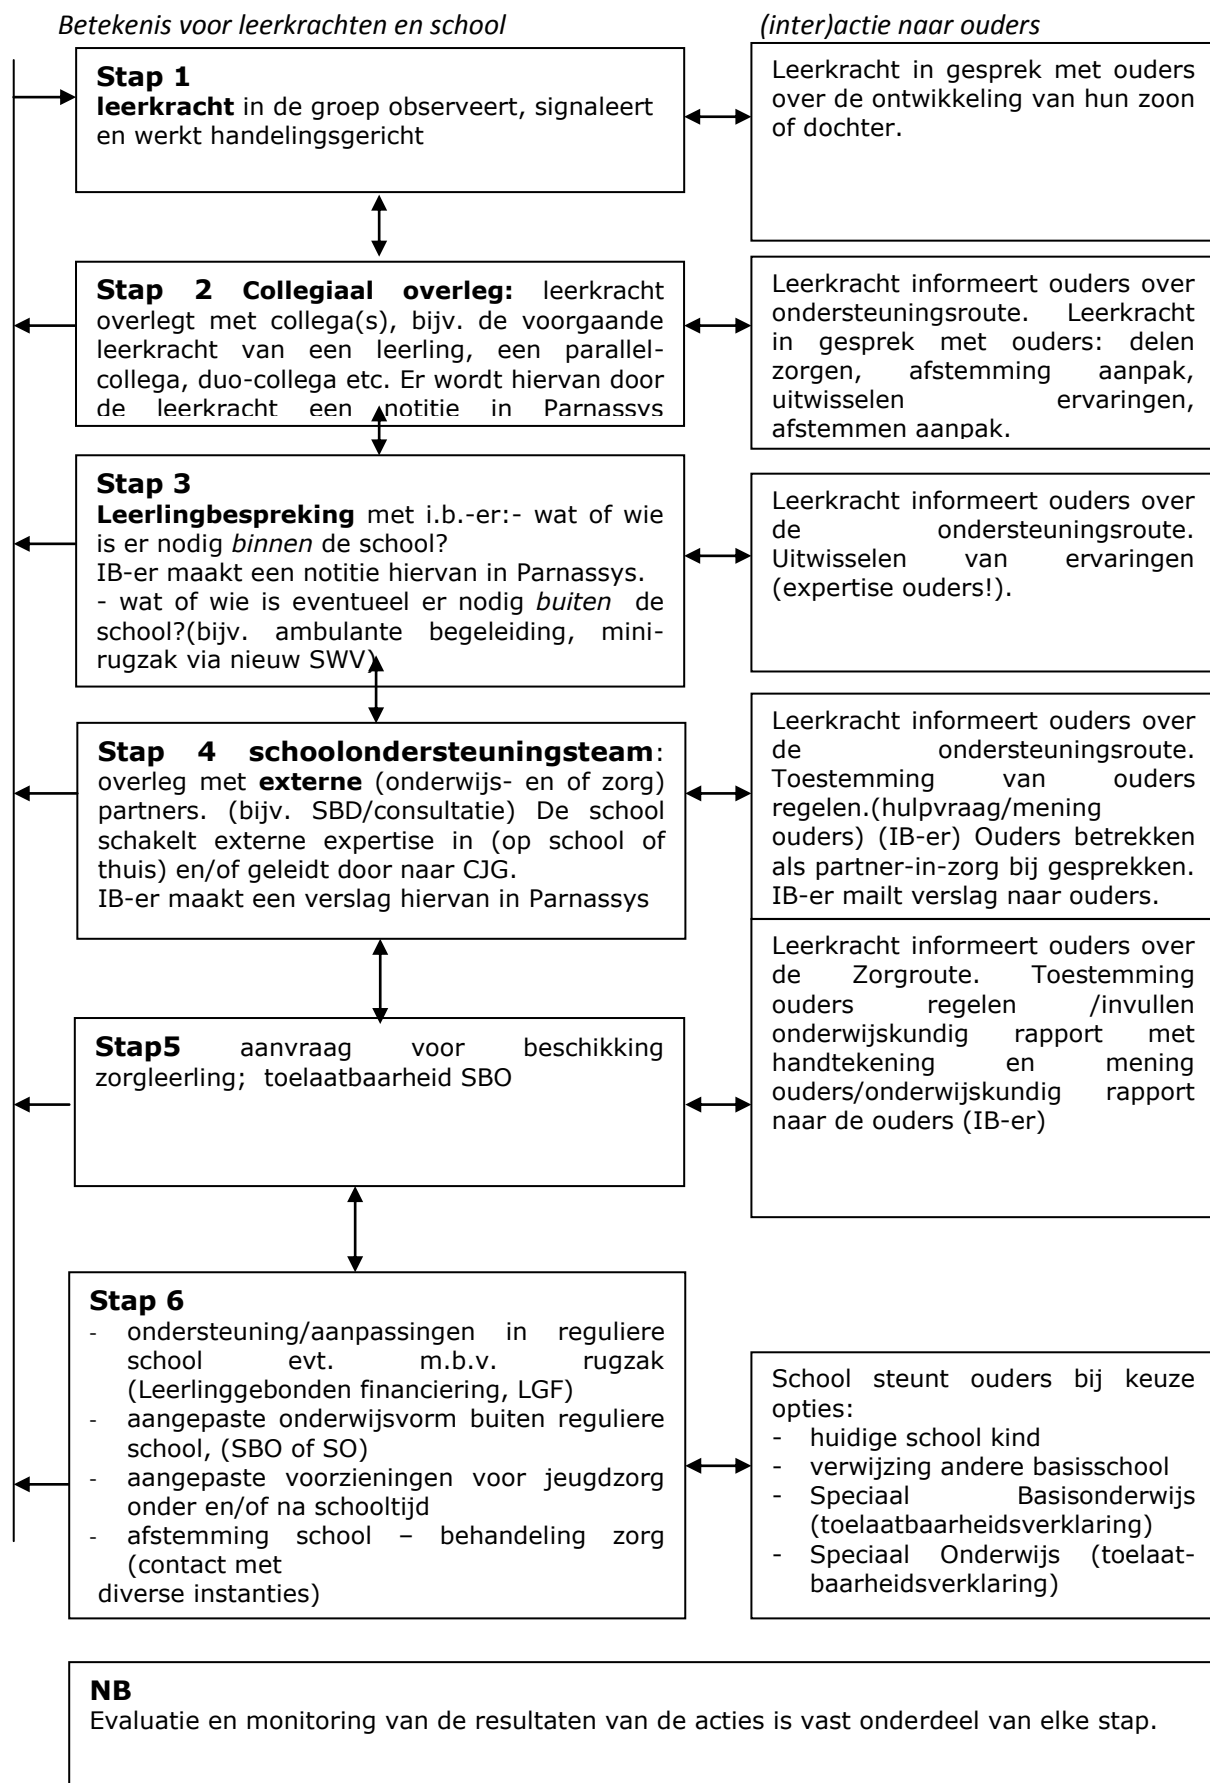 Betekenis voor leerkrachten en school
(inter)actie naar ouders
Stap 1
leerkracht in de groep observeert, signaleert
en werkt handelingsgericht
Leerkracht in gesprek met ouders
over de ontwikkeling van hun zoon
of dochter.
Stap 2 Collegiaal overleg: leerkracht
overlegt met collega(s), bijv. de voorgaande
leerkracht van een leerling, een parallel-
collega, duo-collega etc. Er wordt hiervan door
de leerkracht een notitie in Parnassys
Leerkracht informeert ouders over
ondersteuningsroute. Leerkracht
in gesprek met ouders: delen
zorgen, afstemming aanpak,
uitwisselen ervaringen,
afstemmen aanpak.
Stap 3
Leerlingbespreking met i.b.-er:- wat of wie
is er nodig binnen de school?
IB-er maakt een notitie hiervan in Parnassys.
- wat of wie is eventueel er nodig buiten de
school?(bijv. ambulante begeleiding, mini-
rugzak via nieuw SWV)
Leerkracht informeert ouders over
de ondersteuningsroute.
Uitwisselen van ervaringen
(expertise ouders!).
Stap 4 schoolondersteuningsteam:
overleg met externe (onderwijs- en of zorg)
partners. (bijv. SBD/consultatie) De school
schakelt externe expertise in (op school of
thuis) en/of geleidt door naar CJG.
IB-er maakt een verslag hiervan in Parnassys
Leerkracht informeert ouders over
de ondersteuningsroute.
Toestemming van ouders
regelen.(hulpvraag/mening
ouders) (IB-er) Ouders betrekken
als partner-in-zorg bij gesprekken.
IB-er mailt verslag naar ouders.
Stap5 aanvraag voor beschikking
zorgleerling; toelaatbaarheid SBO
Leerkracht informeert ouders over
de Zorgroute. Toestemming
ouders regelen /invullen
onderwijskundig rapport met
handtekening en mening
ouders/onderwijskundig rapport
naar de ouders (IB-er)
Stap 6
- ondersteuning/aanpassingen in reguliere
school evt. m.b.v. rugzak
(Leerlinggebonden financiering, LGF)
- aangepaste onderwijsvorm buiten reguliere
school, (SBO of SO)
- aangepaste voorzieningen voor jeugdzorg
onder en/of na schooltijd
- afstemming school – behandeling zorg
(contact met
diverse instanties)
School steunt ouders bij keuze
opties:
- huidige school kind
- verwijzing andere basisschool
- Speciaal Basisonderwijs
(toelaatbaarheidsverklaring)
- Speciaal Onderwijs (toelaat-
baarheidsverklaring)
NB
Evaluatie en monitoring van de resultaten van de acties is vast onderdeel van elke stap.